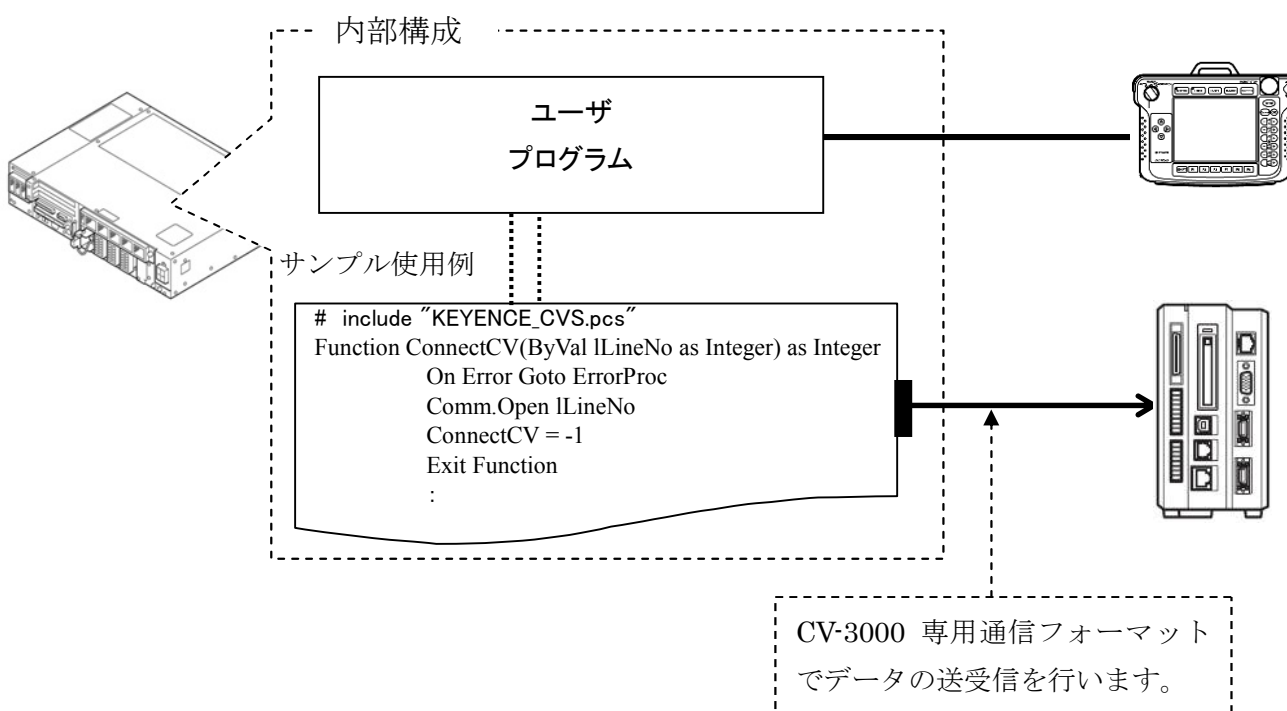 内部構成
ユーザ
プログラム
サンプル使用例
# include "KEYENCE_CVS.pcs"
Function ConnectCV(ByVal lLineNo as Integer) as Integer
On Error Goto ErrorProc
Comm.Open lLineNo
ConnectCV = -1
Exit Function
:
CV-3000 専用通信フォーマット
でデータの送受信を行います。